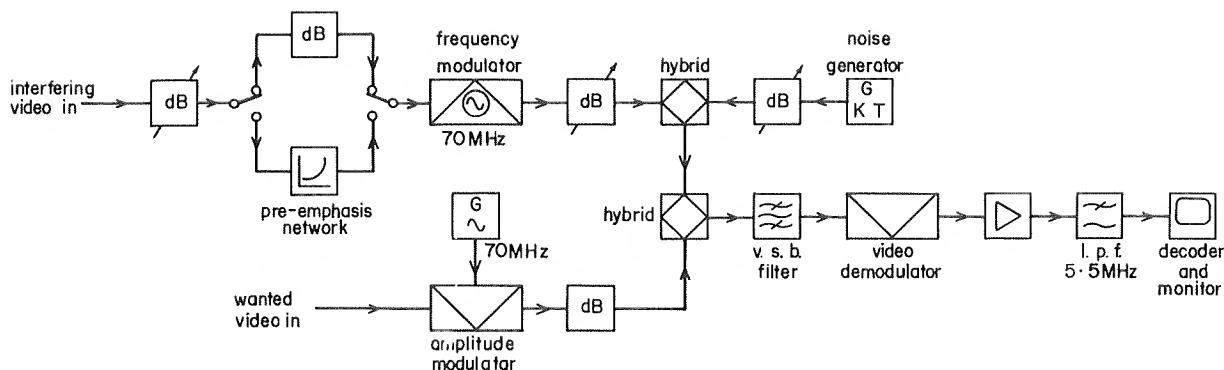 interfering
video in
dB
dB
pre-emphasis
network
frequency
modulator
70MHz
dB
hybrid
dB
noise
generator
G
K T
G
70MHz
wanted
video in
amplitude
modulator
dB
hybrid
v. s. b.
filter
video
demodulator
l. p. f.
5·5MHz
decoder
and
monitor